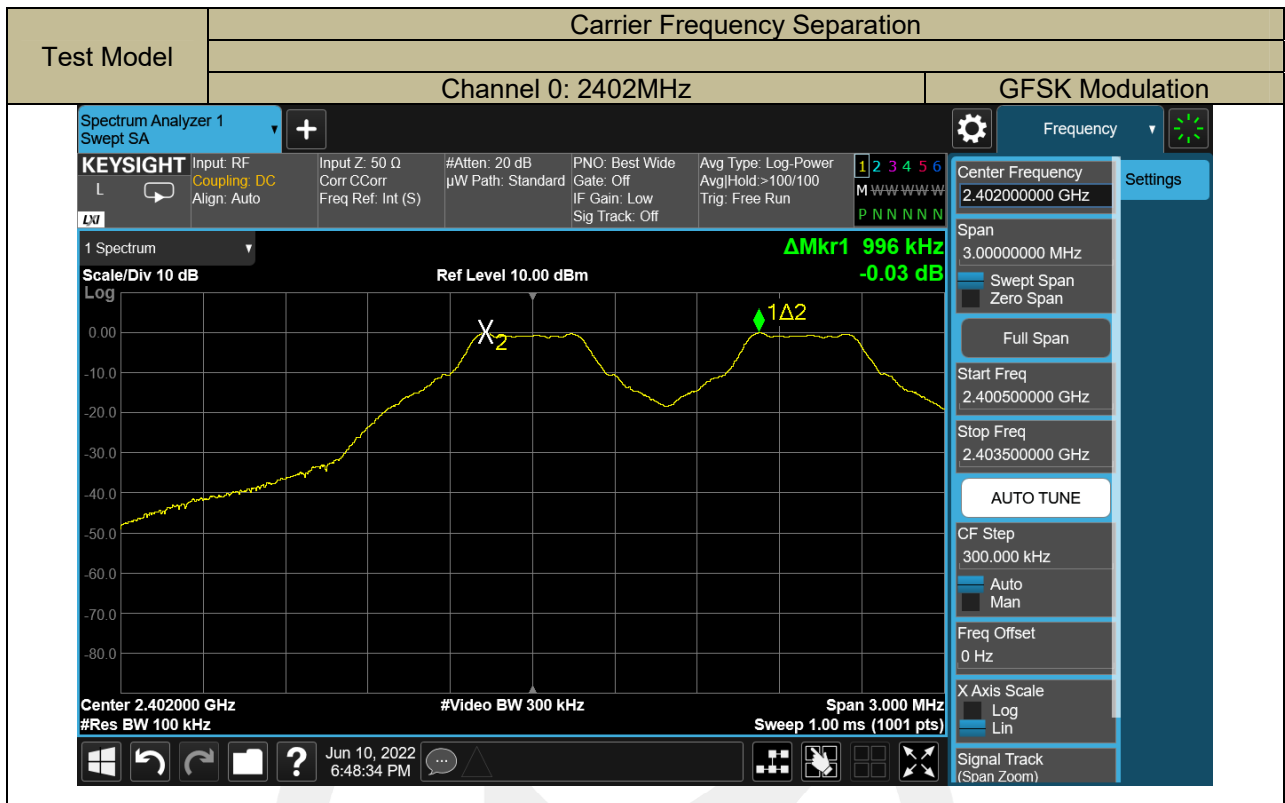 Carrier Frequency Separation
Test Model
Channel 0: 2402MHz GFSK Modulation
Spectrum Analyzer 1
Swept SA
Frequency
KEYSIGHT
L
LXI
Input: RF
Coupling: DC
Align: Auto
Input Z: 50 Ω
Corr CCorr
Freq Ref: Int (S)
#Atten: 20 dB
µW Path: Standard
PNO: Best Wide
Gate: Off
IF Gain: Low
Sig Track: Off
Avg Type: Log-Power
Avg|Hold:>100/100
Trig: Free Run
1 2 3 4 5 6
M W W W W W
P N N N N N
1 Spectrum
ΔMkr1 996 kHz
-0.03 dB
Scale/Div 10 dB
Ref Level 10.00 dBm
Log
1Δ2
X2
0.00
-10.0
-20.0
-30.0
-40.0
-50.0
-60.0
-70.0
-80.0
Center 2.402000 GHz
#Video BW 300 kHz
Span 3.000 MHz
#Res BW 100 kHz
Sweep 1.00 ms (1001 pts)
Jun 10, 2022
6:48:34 PM
Center Frequency
2.402000000 GHz
Settings
Span
3.00000000 MHz
Swept Span
Zero Span
Full Span
Start Freq
2.400500000 GHz
Stop Freq
2.403500000 GHz
AUTO TUNE
CF Step
300.000 kHz
Auto
Man
Freq Offset
0 Hz
X Axis Scale
Log
Lin
Signal Track
(Span Zoom)